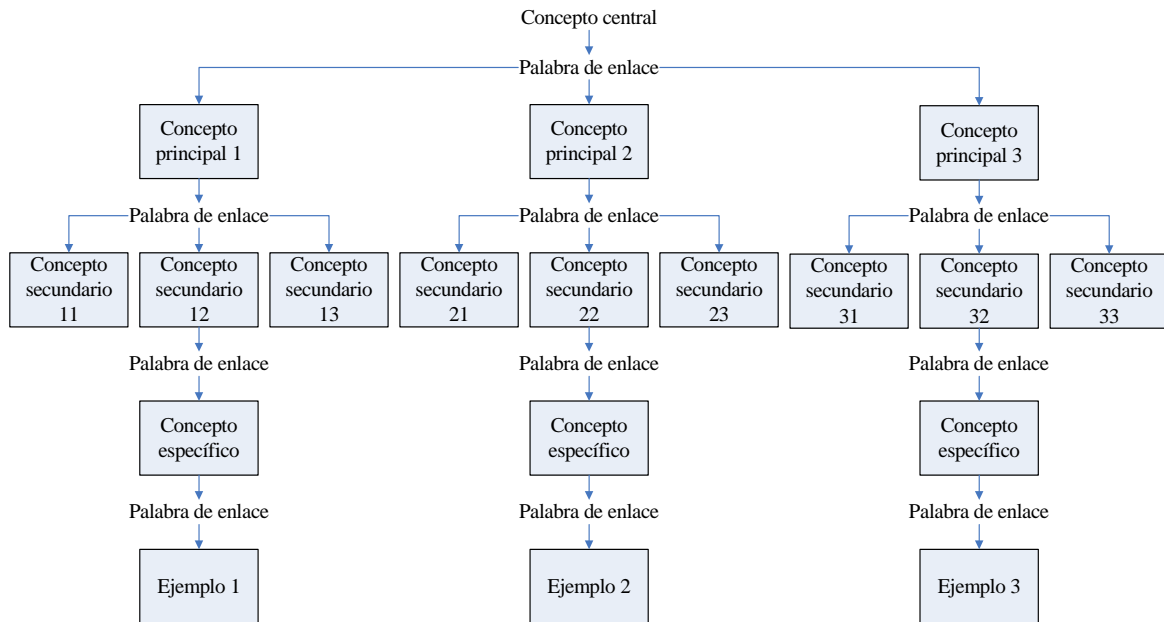 Concepto central
Palabra de enlace
Concepto
principal 1
Concepto
principal 2
Concepto
principal 3
Palabra de enlace
Palabra de enlace
Palabra de enlace
Concepto
secundario
11
Concepto
secundario
12
Concepto
secundario
13
Concepto
secundario
21
Concepto
secundario
22
Concepto
secundario
23
Concepto
secundario
31
Concepto
secundario
32
Concepto
secundario
33
Palabra de enlace
Palabra de enlace
Palabra de enlace
Concepto
específico
Concepto
específico
Concepto
específico
Palabra de enlace
Palabra de enlace
Palabra de enlace
Ejemplo 1
Ejemplo 2
Ejemplo 3